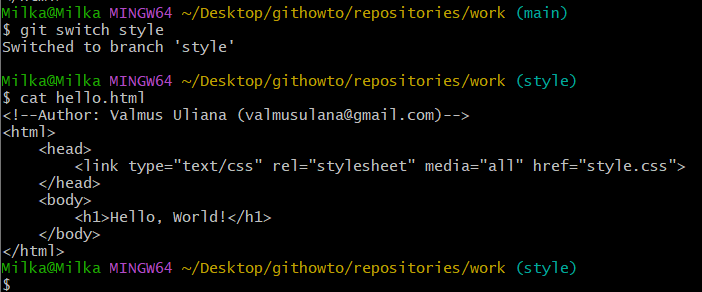 Milka@Milka MINGW64 ~/Desktop/githowto/repositories/work (main)
$ git switch style
Switched to branch 'style'
Milka@Milka MINGW64 ~/Desktop/githowto/repositories/work (style)
$ cat hello.html
<!--Author: Valmus Uliana (valmusulana@gmail.com)-->
<html>
    <head>
        <link type="text/css" rel="stylesheet" media="all" href="style.css">
    </head>
    <body>
        <h1>Hello, World!</h1>
    </body>
</html>
Milka@Milka MINGW64 ~/Desktop/githowto/repositories/work (style)
$